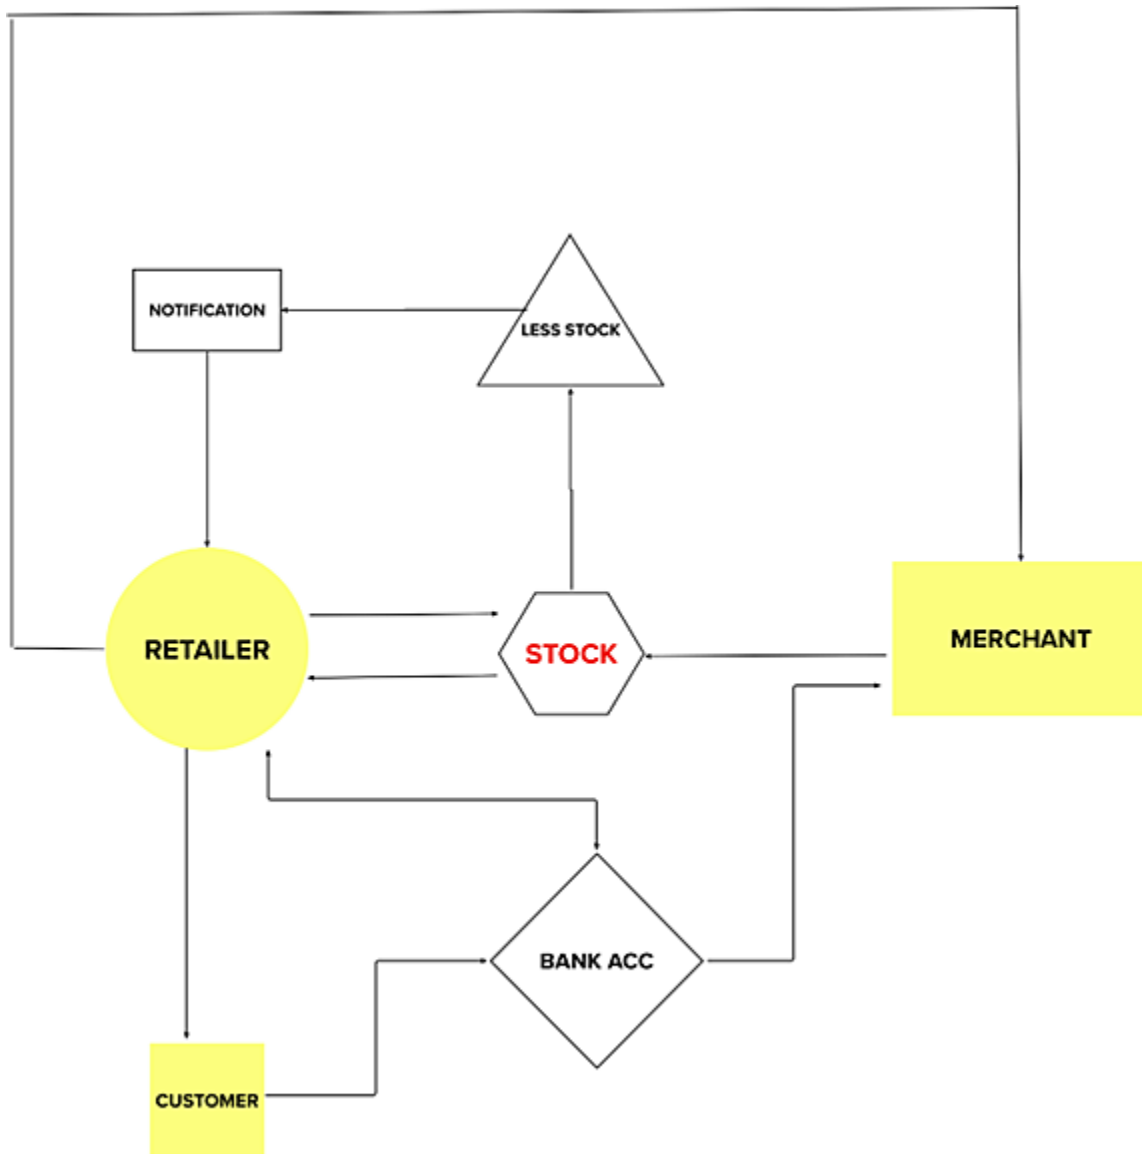 NOTIFICATION
LESS STOCK
RETAILER
STOCK
MERCHANT
BANK ACC
CUSTOMER